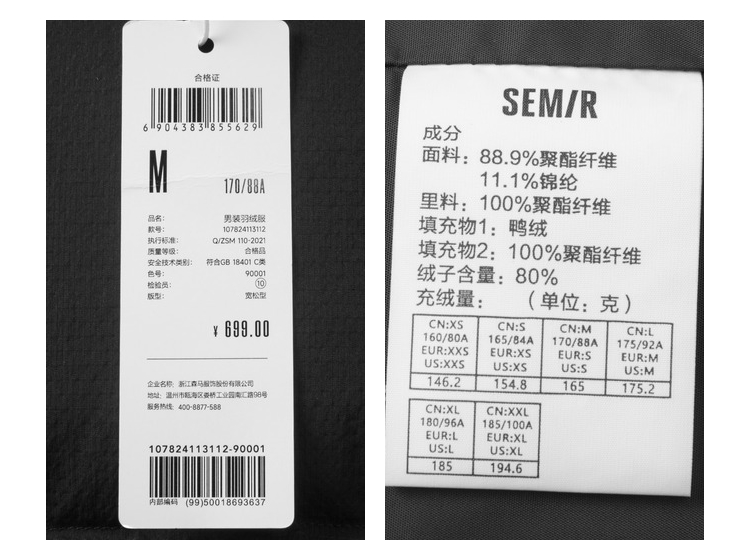 合格证
6 904383 855629
M
170/88A
品名: 男装羽绒服
款号: 107824113112
执行标准: Q/ZSM 110-2021
质量等级: 合格品
安全技术类别: 符合GB 18401 C类
色号: 90001
检验员: ⑩
版型: 宽松型
¥ 699.00
企业名称: 浙江森马服饰股份有限公司
地址: 温州市瓯海区娄桥工业园南汇路98号
服务热线: 400-8877-588
107824113112-90001
内部编码 (99)50018693637
SEMIR
成分
面料: 88.9%聚酯纤维
11.1%锦纶
里料: 100%聚酯纤维
填充物1: 鸭绒
填充物2: 100%聚酯纤维
绒子含量: 80%
充绒量: (单位: 克)
CN:XS CN:S CN:M CN:L
160/80A 165/84A 170/88A 175/92A
EUR:XXS EUR:XS EUR:S EUR:M
US:XXS US:XS US:S US:M
146.2 154.8 165 175.2
CN:XL CN:XXL
180/96A 185/100A
EUR:L EUR:XL
US:L US:XL
185 194.6